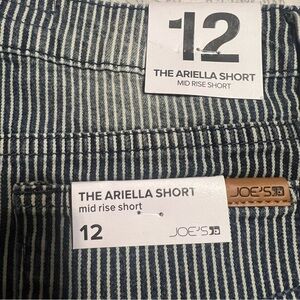 12
THE ARIELLA SHORT
MID RISE SHORT
THE ARIELLA SHORT
mid rise short
12
JOE'S
JOE'S